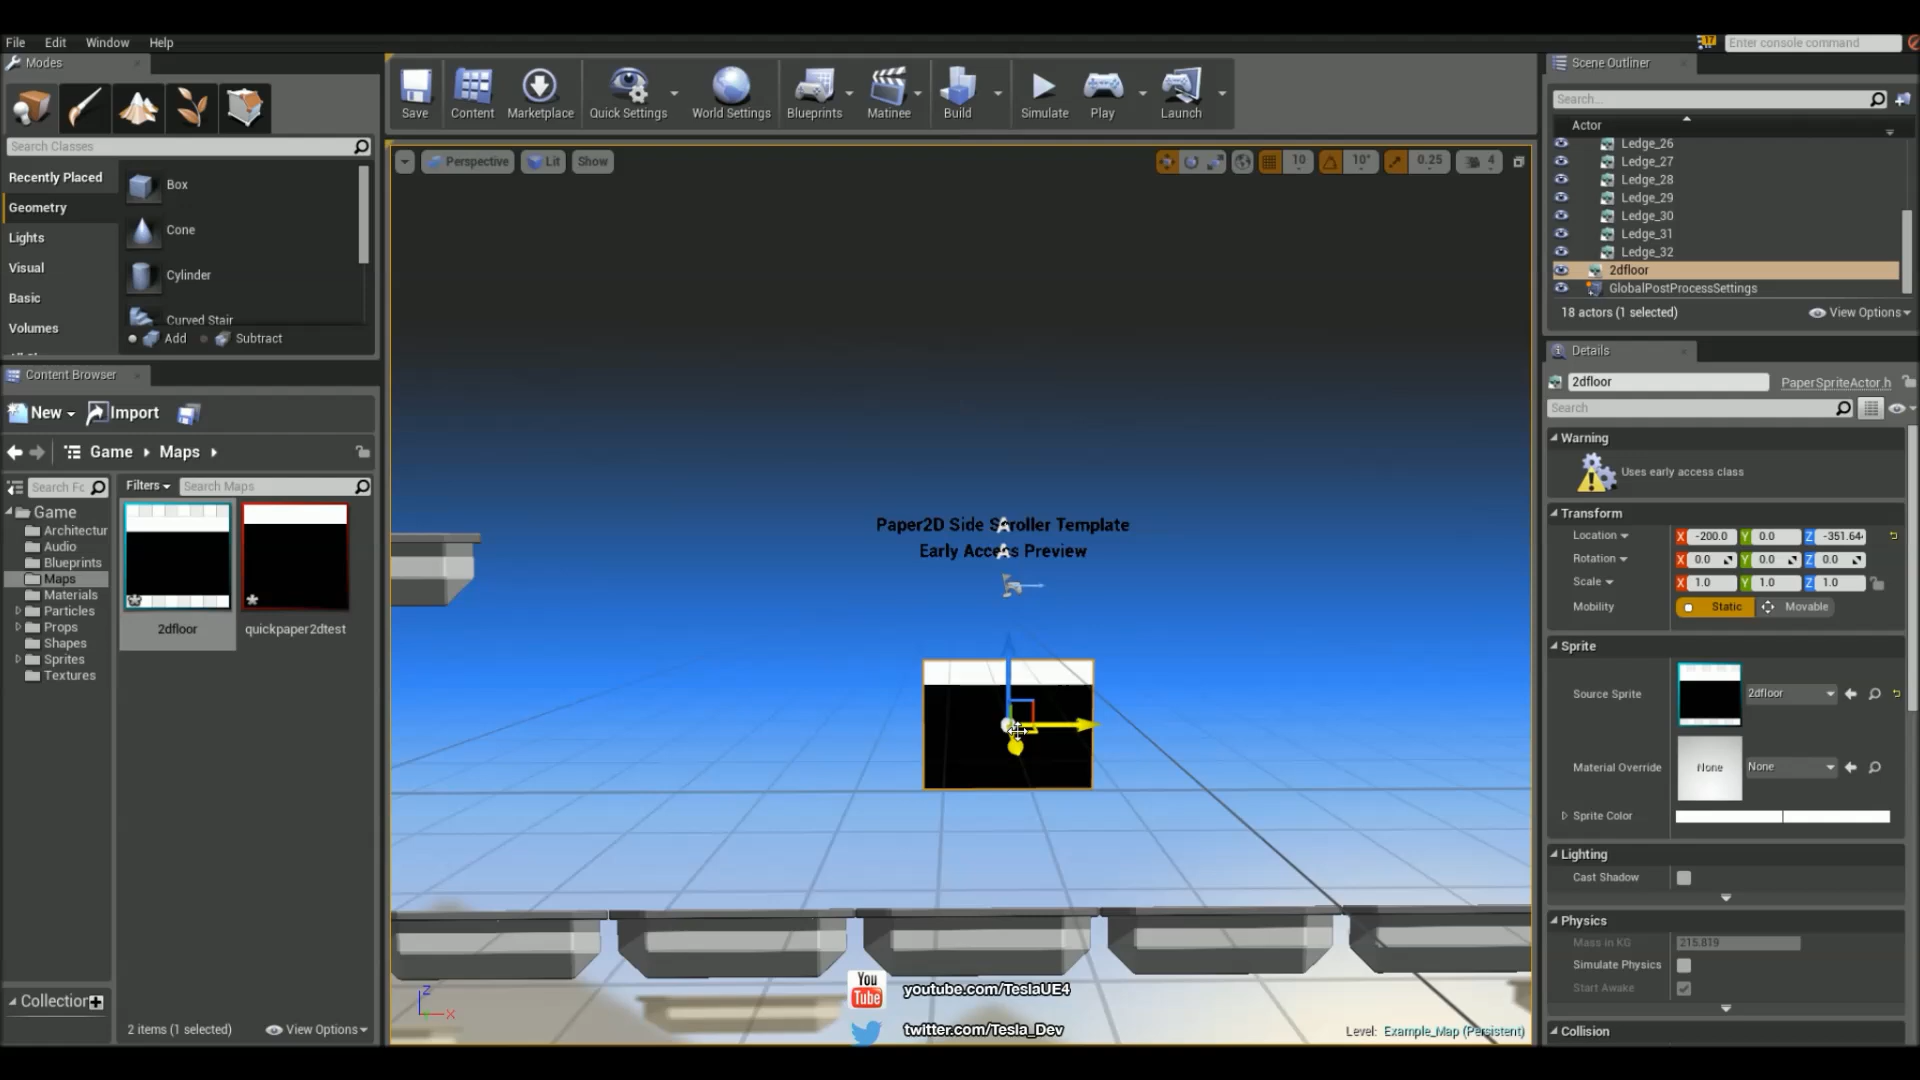 File Edit Window Help
Enter console command
Modes
Search Classes
Recently Placed
Geometry
Lights
Visual
Basic
Volumes
Box
Cone
Cylinder
Curved Stair
Add Subtract
Save Content Marketplace Quick Settings World Settings Blueprints Matinee Build Simulate Play Launch
Perspective Lit Show
10 10° 0.25 4
Paper2D Side Scroller Template
Early Access Preview
Content Browser
New Import
Game Maps
Filters Search Maps
Game
Architectur
Audio
Blueprints
Maps
Materials
Particles
Props
Shapes
Sprites
Textures
2dfloor
quickpaper2dtest
Collection
2 items (1 selected) View Options
You
Tube
youtube.com/TeslaUE4
twitter.com/Tesla_Dev
Level: Example_Map (Persistent)
Z
X
17
Scene Outliner
Search...
Actor
Ledge_26
Ledge_27
Ledge_28
Ledge_29
Ledge_30
Ledge_31
Ledge_32
2dfloor
GlobalPostProcessSettings
18 actors (1 selected) View Options
Details
2dfloor PaperSpriteActor.h
Search
Warning
Uses early access class
Transform
Location X -200.0 Y 0.0 Z -351.64
Rotation X 0.0 Y 0.0 Z 0.0
Scale X 1.0 Y 1.0 Z 1.0
Mobility Static Movable
Sprite
Source Sprite 2dfloor
Material Override None None
Sprite Color
Lighting
Cast Shadow
Physics
Mass in KG 215.819
Simulate Physics
Start Awake
Collision